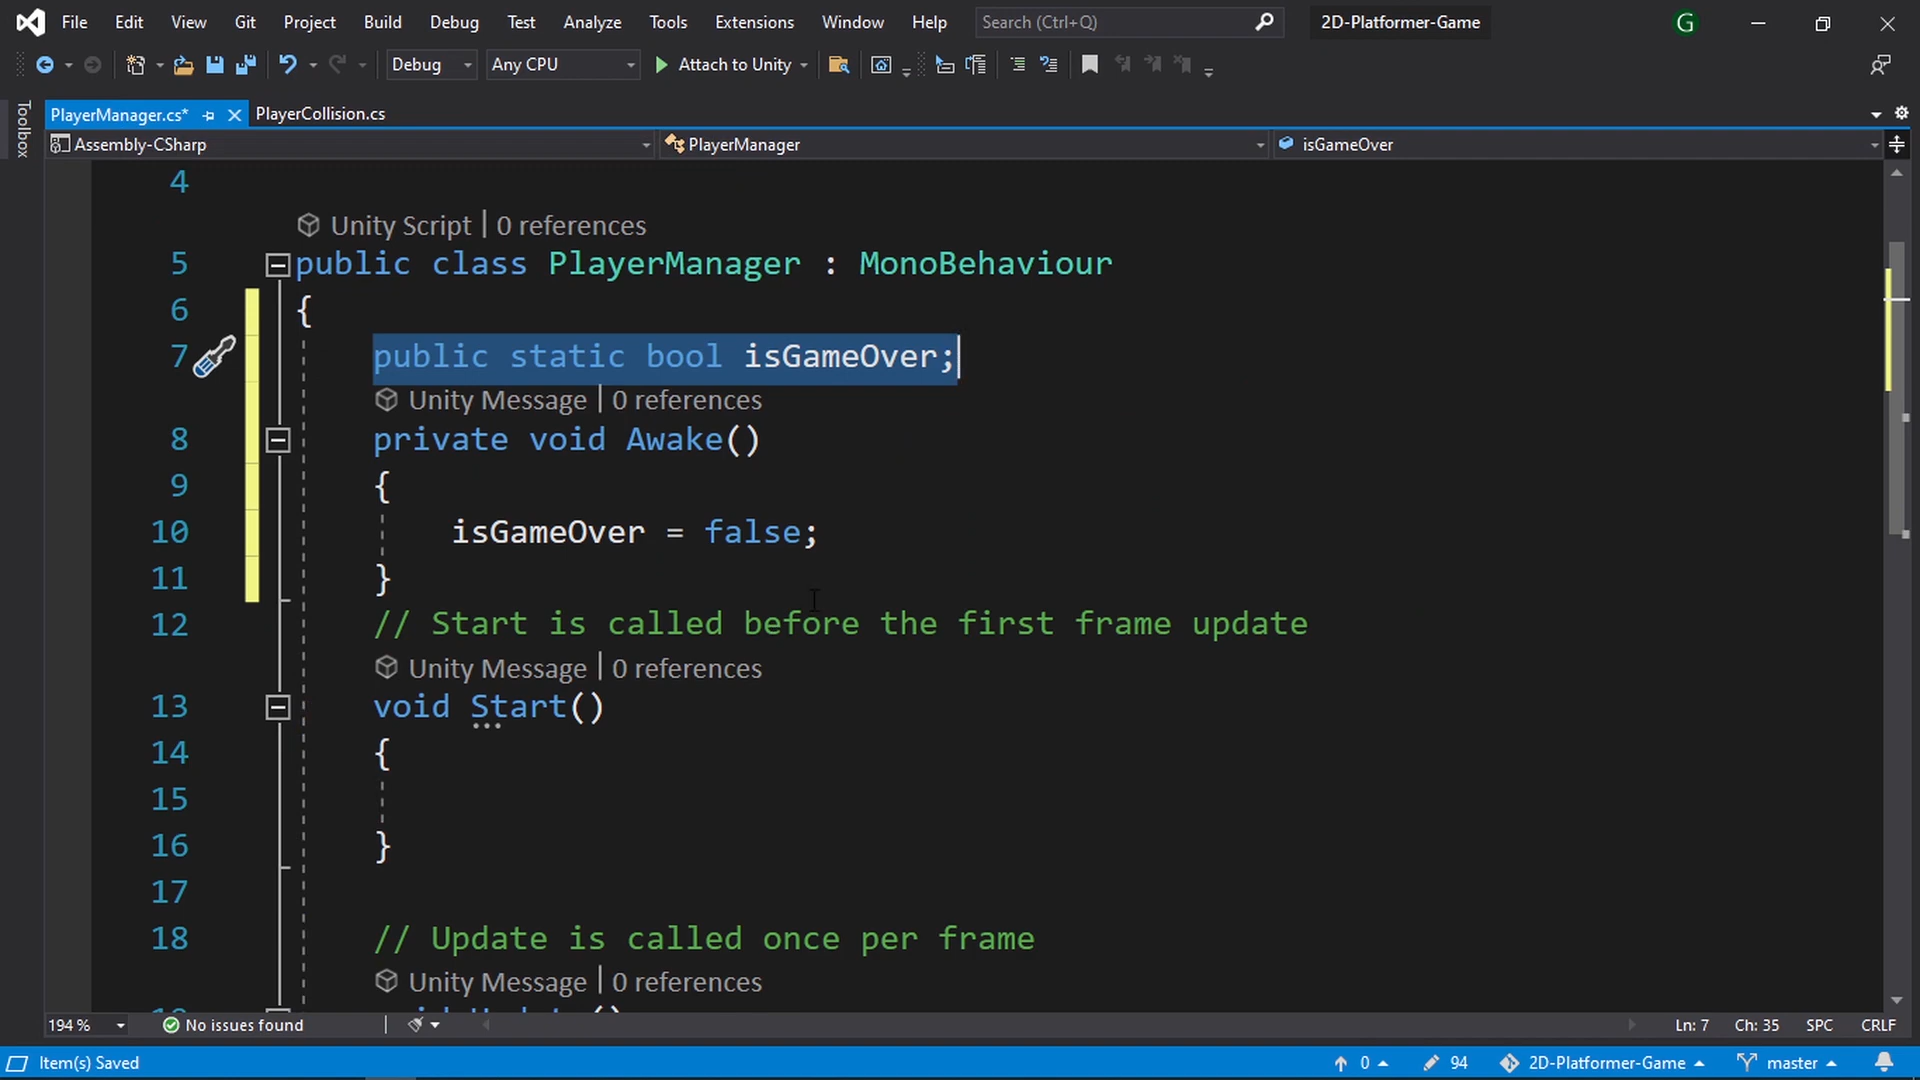 File Edit View Git Project Build Debug Test Analyze Tools Extensions Window Help Search (Ctrl+Q) 2D-Platformer-Game G
Debug Any CPU Attach to Unity
Toolbox
PlayerManager.cs* PlayerCollision.cs
Assembly-CSharp PlayerManager isGameOver
4
Unity Script | 0 references
5 public class PlayerManager : MonoBehaviour
6 {
7 public static bool isGameOver;
Unity Message | 0 references
8 private void Awake()
9 {
10 isGameOver = false;
11 }
12 // Start is called before the first frame update
Unity Message | 0 references
13 void Start()
14 {
15
16 }
17
18 // Update is called once per frame
Unity Message | 0 references
194 % No issues found Ln: 7 Ch: 35 SPC CRLF
Item(s) Saved 0 94 2D-Platformer-Game master